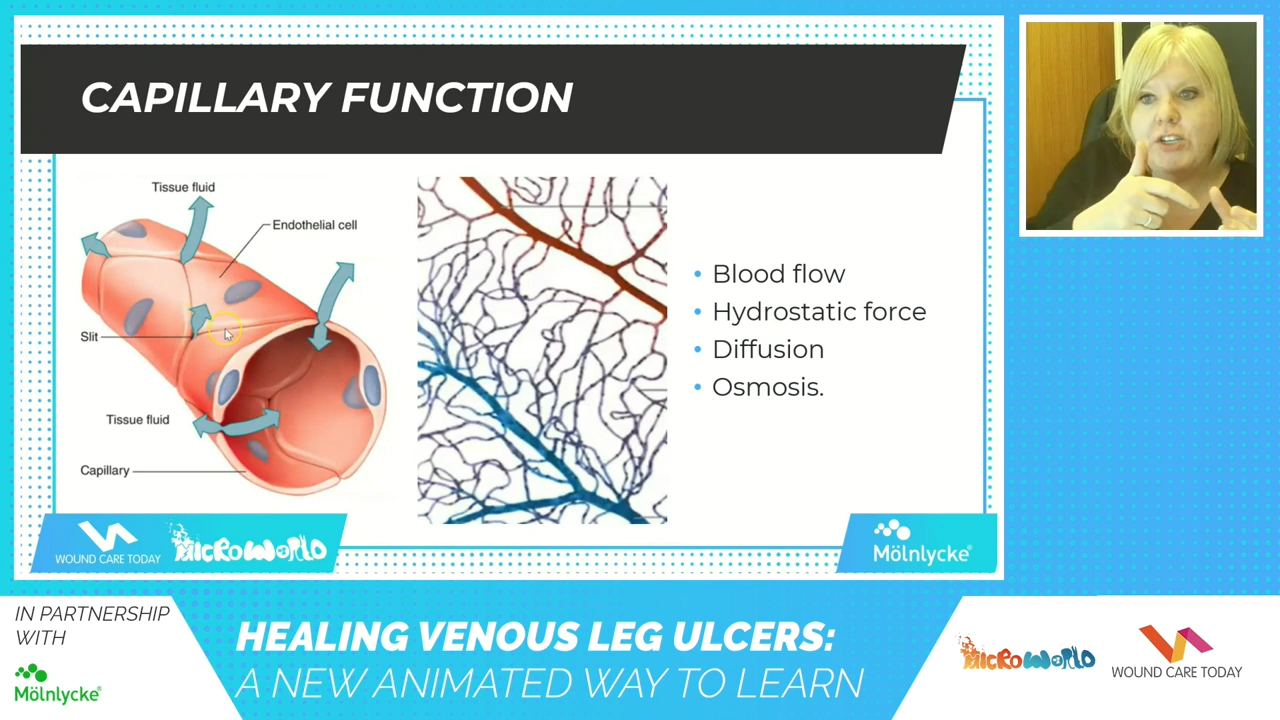 CAPILLARY FUNCTION
Tissue fluid
Endothelial cell
Slit
Tissue fluid
Capillary
• Blood flow
• Hydrostatic force
• Diffusion
• Osmosis.
WOUND CARE TODAY
MICROWORLD
Mölnlycke®
IN PARTNERSHIP
WITH
Mölnlycke®
HEALING VENOUS LEG ULCERS:
A NEW ANIMATED WAY TO LEARN
MICROWORLD
WOUND CARE TODAY